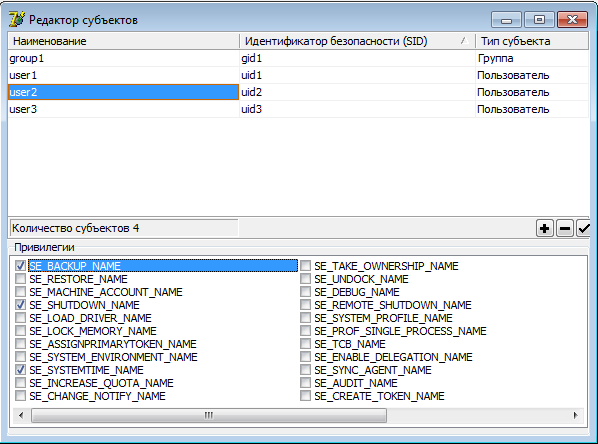 Редактор субъектов
Наименование Идентификатор безопасности (SID) Тип субъекта
group1 gid1 Группа
user1 uid1 Пользователь
user2 uid2 Пользователь
user3 uid3 Пользователь
Количество субъектов 4
Привилегии
SE_BACKUP_NAME SE_TAKE_OWNERSHIP_NAME
SE_RESTORE_NAME SE_UNDOCK_NAME
SE_MACHINE_ACCOUNT_NAME SE_DEBUG_NAME
SE_SHUTDOWN_NAME SE_REMOTE_SHUTDOWN_NAME
SE_LOAD_DRIVER_NAME SE_SYSTEM_PROFILE_NAME
SE_LOCK_MEMORY_NAME SE_PROF_SINGLE_PROCESS_NAME
SE_ASSIGNPRIMARYTOKEN_NAME SE_TCB_NAME
SE_SYSTEM_ENVIRONMENT_NAME SE_ENABLE_DELEGATION_NAME
SE_SYSTEMTIME_NAME SE_SYNC_AGENT_NAME
SE_INCREASE_QUOTA_NAME SE_AUDIT_NAME
SE_CHANGE_NOTIFY_NAME SE_CREATE_TOKEN_NAME